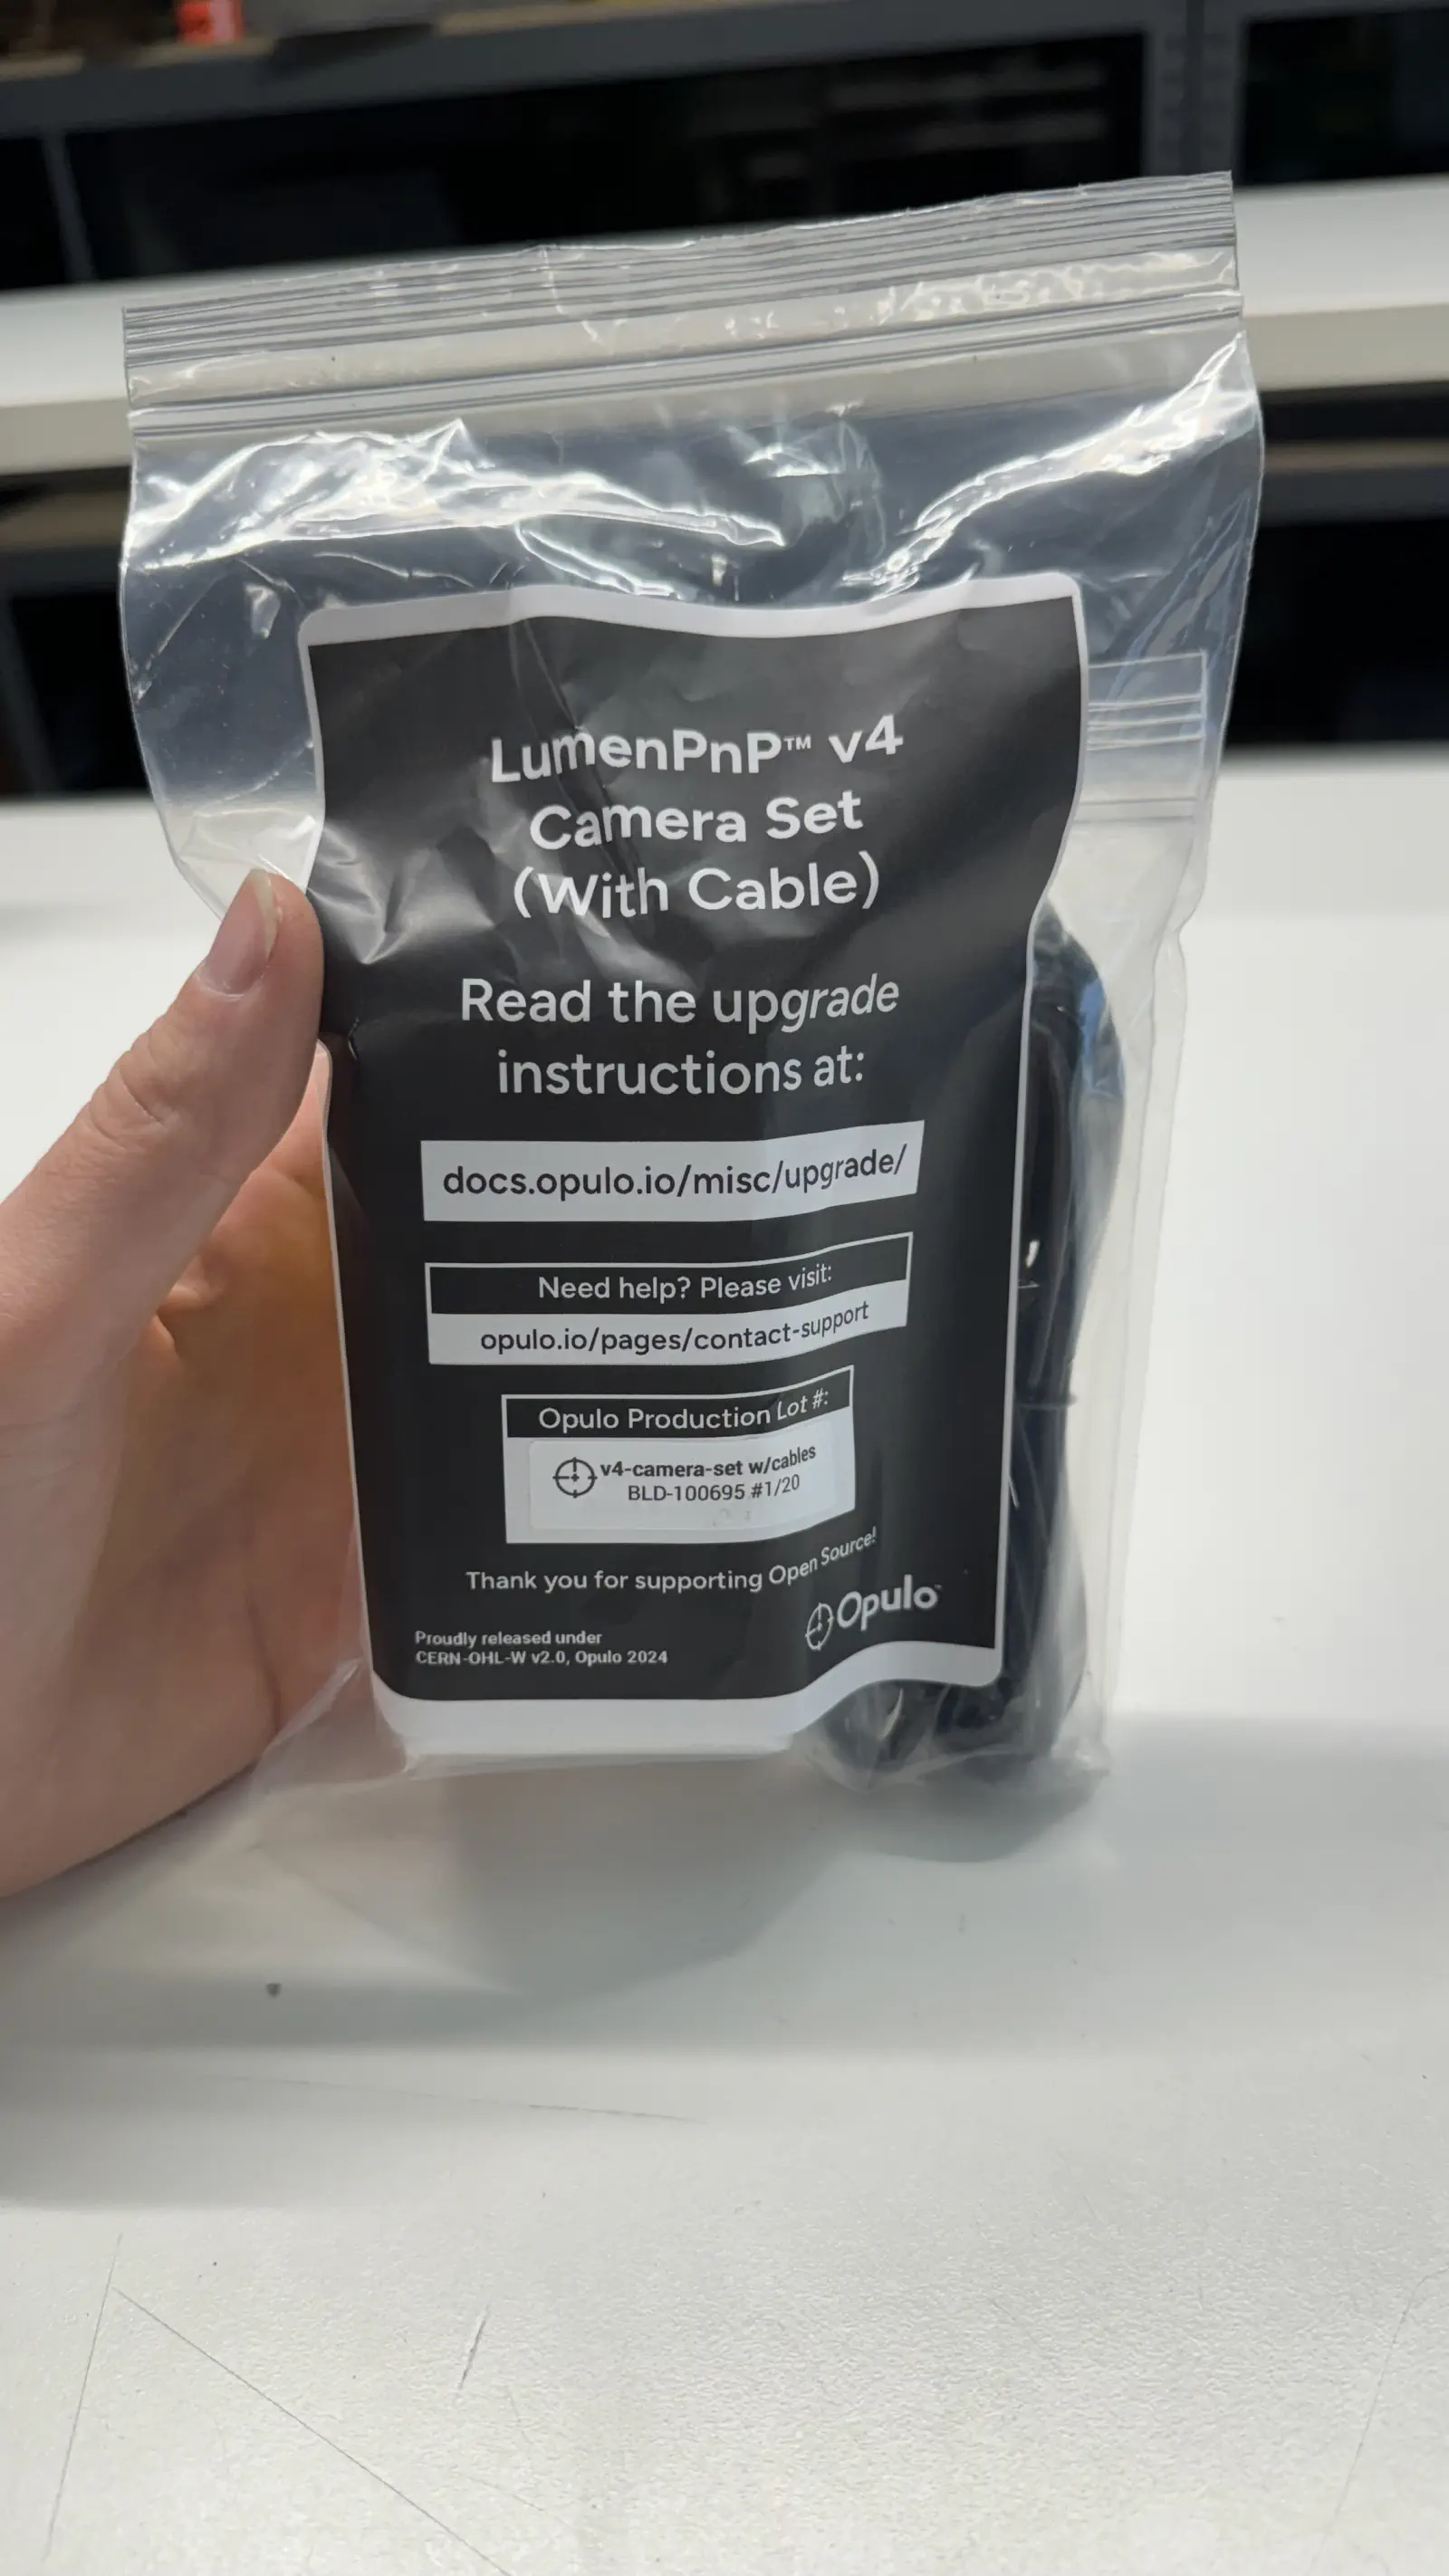 LumenPnP™ v4
Camera Set
(With Cable)
Read the upgrade
instructions at:
docs.opulo.io/misc/upgrade/
Need help? Please visit:
opulo.io/pages/contact-support
Opulo Production Lot #:
v4-camera-set w/cables
BLD-100695 #1/20
Thank you for supporting Open Source!
Opulo™
Proudly released under
CERN-OHL-W v2.0, Opulo 2024